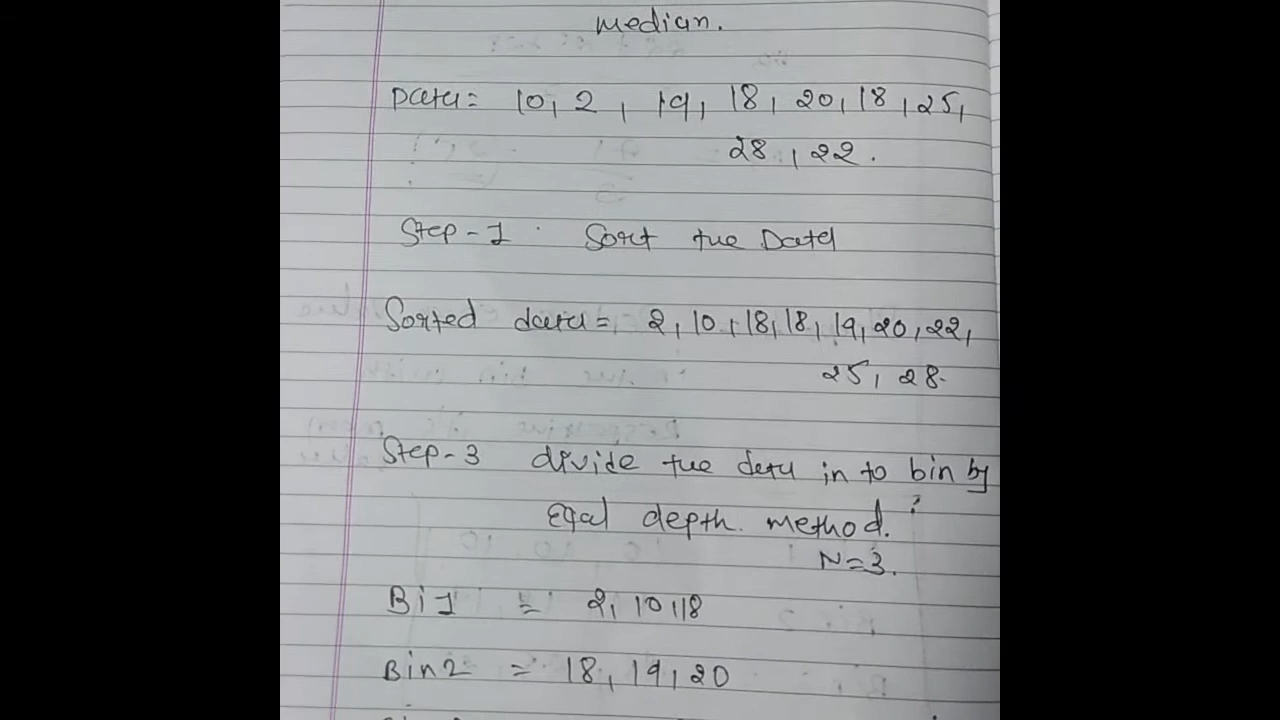 median.
Data= 10, 2, 19, 18, 20, 18, 25,
28, 22.
Step-1 Sort the Data
Sorted data= 2, 10, 18, 18, 19, 20, 22,
25, 28.
Step-3 divide the data in to bin by
Eqal depth method.
N=3.
Bi1 = 2, 10, 18
Bin2 = 18, 19, 20